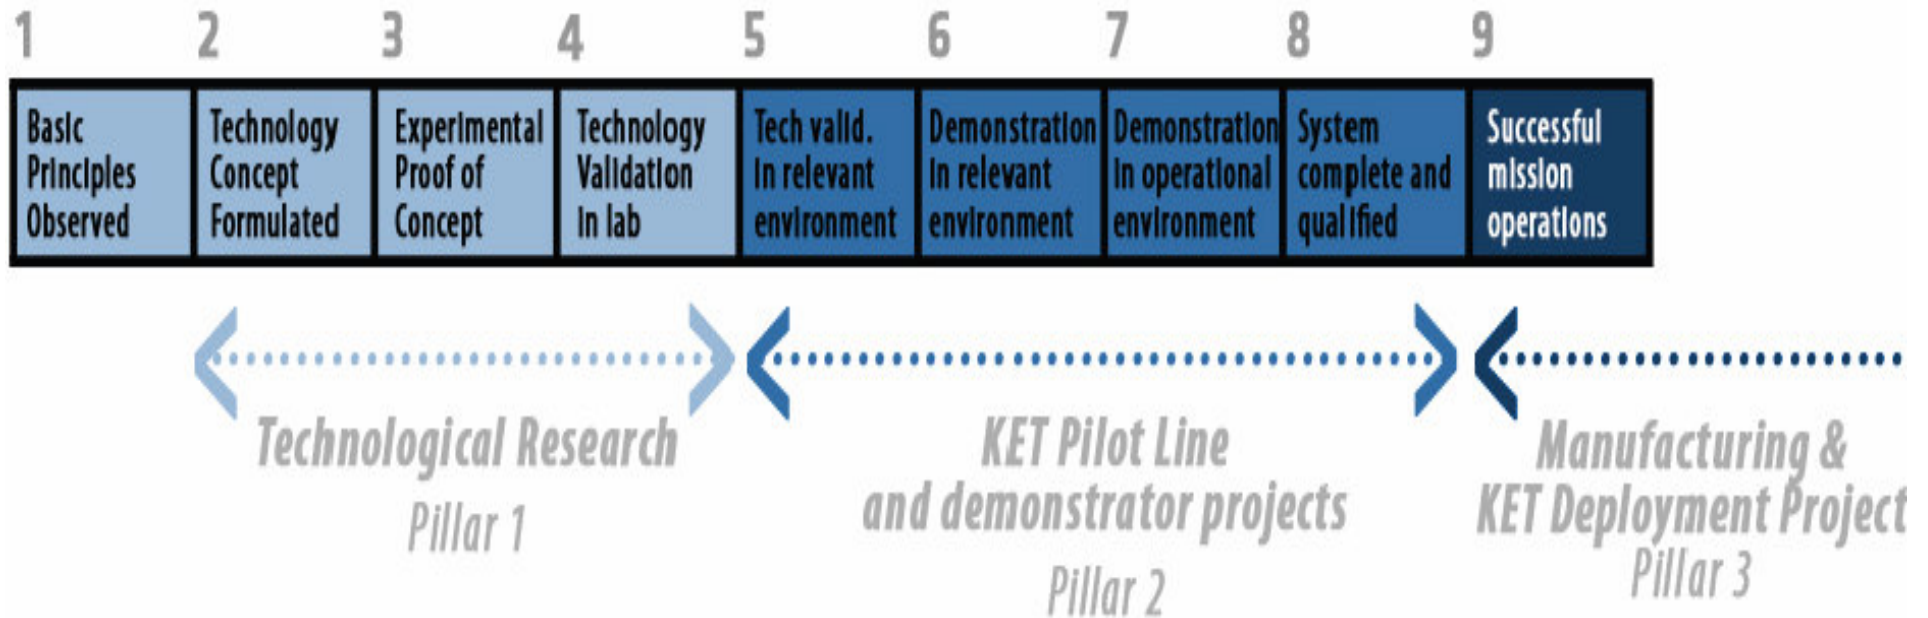 1 2 3 4 5 6 7 8 9
Basic
Principles
Observed
Technology
Concept
Formulated
Experimental
Proof of
Concept
Technology
Validation
in lab
Tech valid.
in relevant
environment
Demonstration
in relevant
environment
Demonstration
in operational
environment
System
complete and
qualified
Successful
mission
operations
Technological Research
Pillar 1
KET Pilot Line
and demonstrator projects
Pillar 2
Manufacturing &
KET Deployment Project
Pillar 3